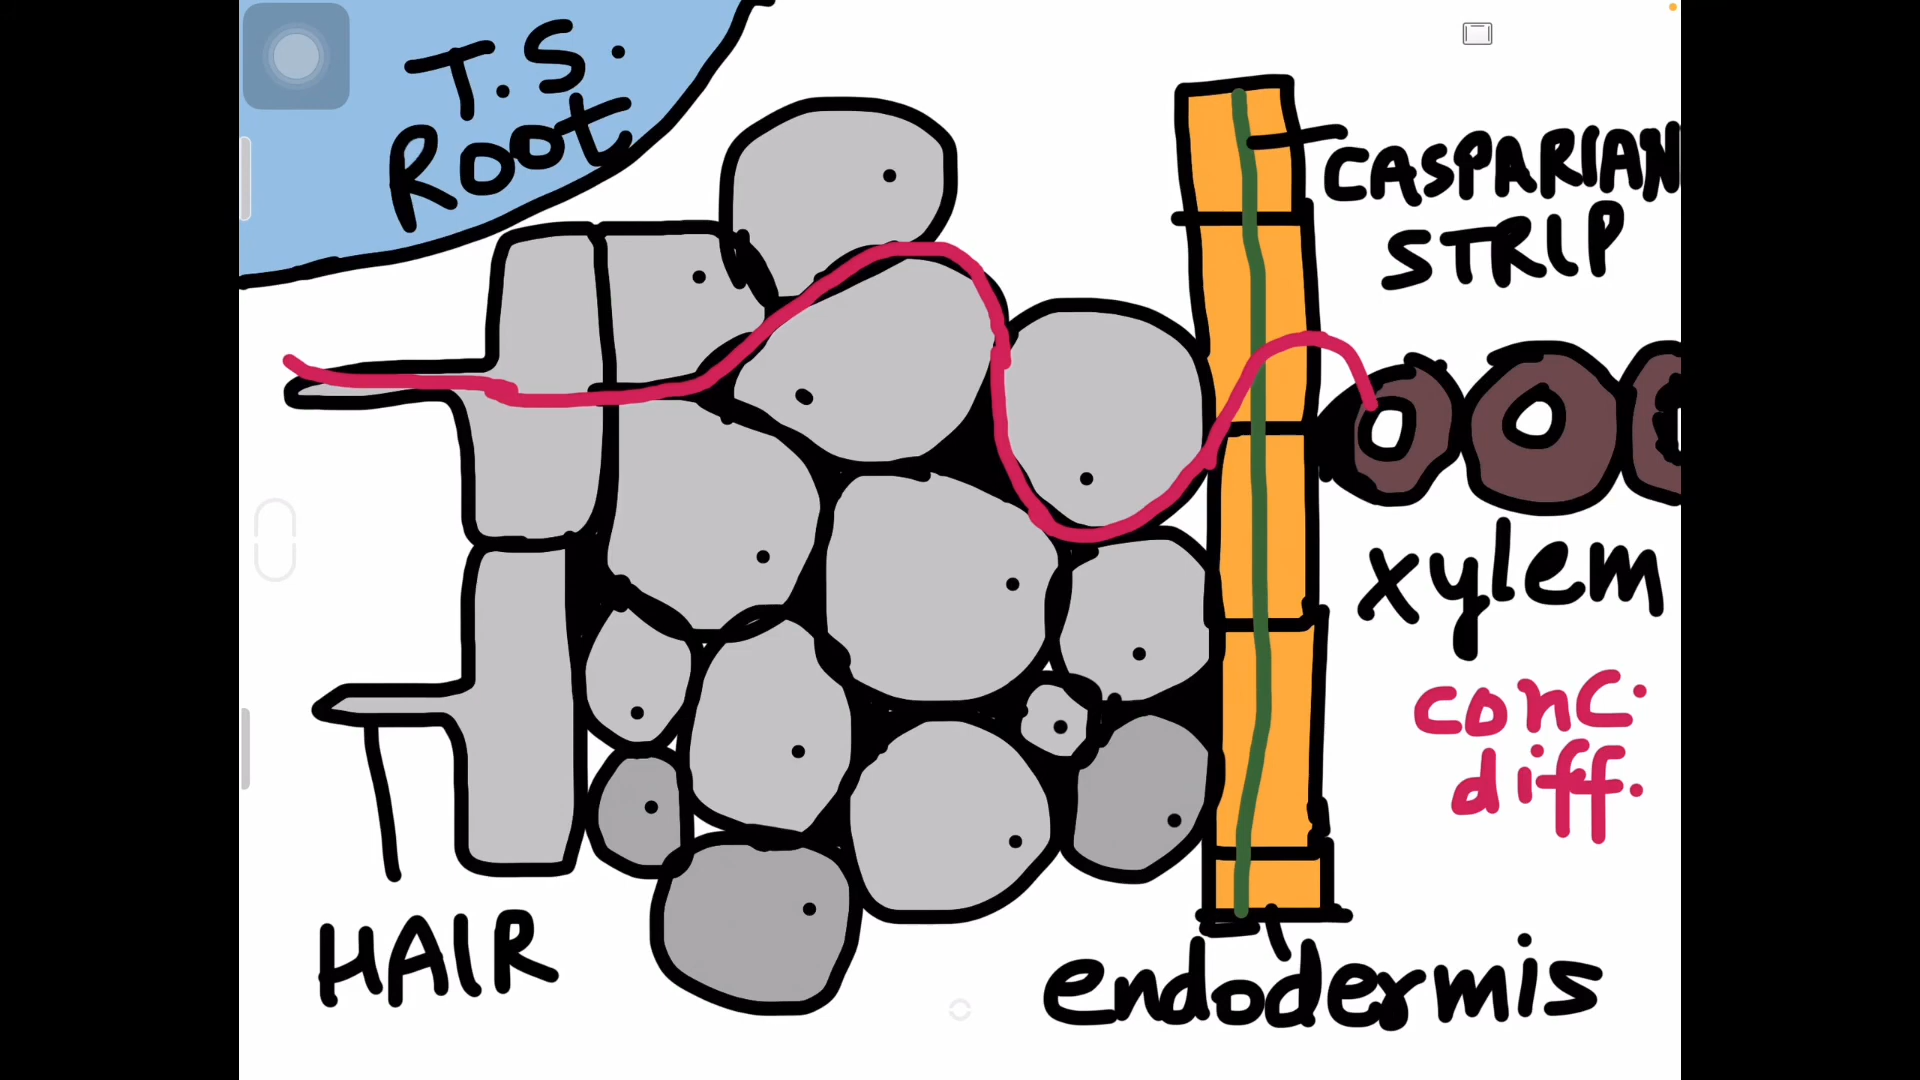 T.S.
Root
CASPARIAN
STRIP
xylem
conc.
diff.
HAIR
endodermis